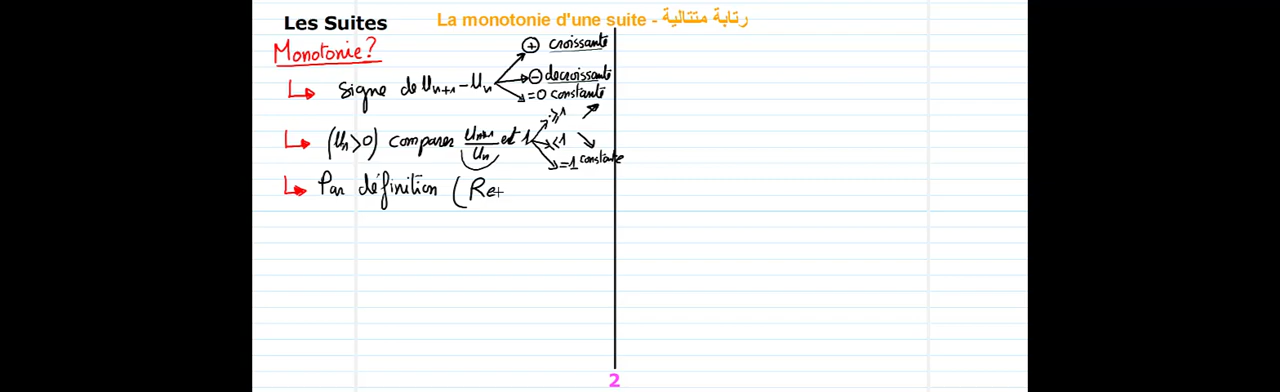 Les Suites
La monotonie d'une suite - رتابة متتالية
Monotonie?
Signe de Un+1 - Un
+ croissante
- decroissante
=0 constante
(Un>0) comparer Un+1/Un et 1
≥1
≤1
=1 constante
Par définition (Re
2